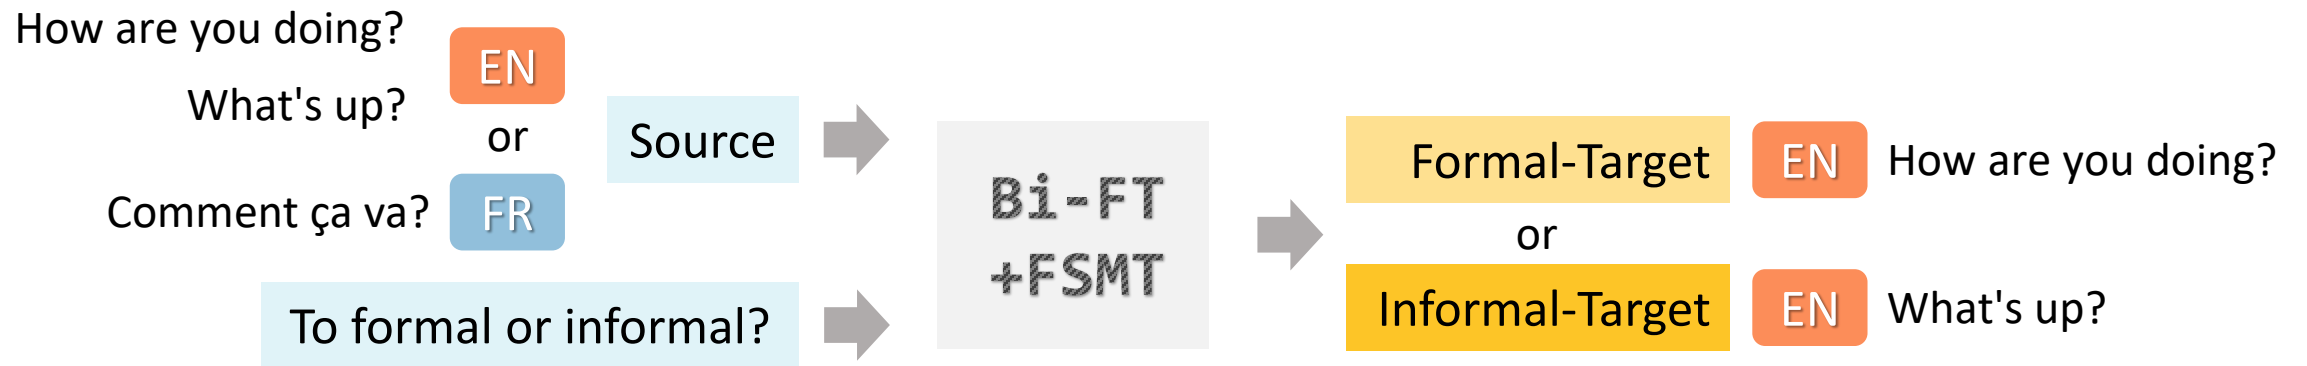 How are you doing?
What's up?
EN
or
Comment ça va?
FR
Source
To formal or informal?
Bi-FT
+FSMT
Formal-Target
EN
How are you doing?
or
Informal-Target
EN
What's up?